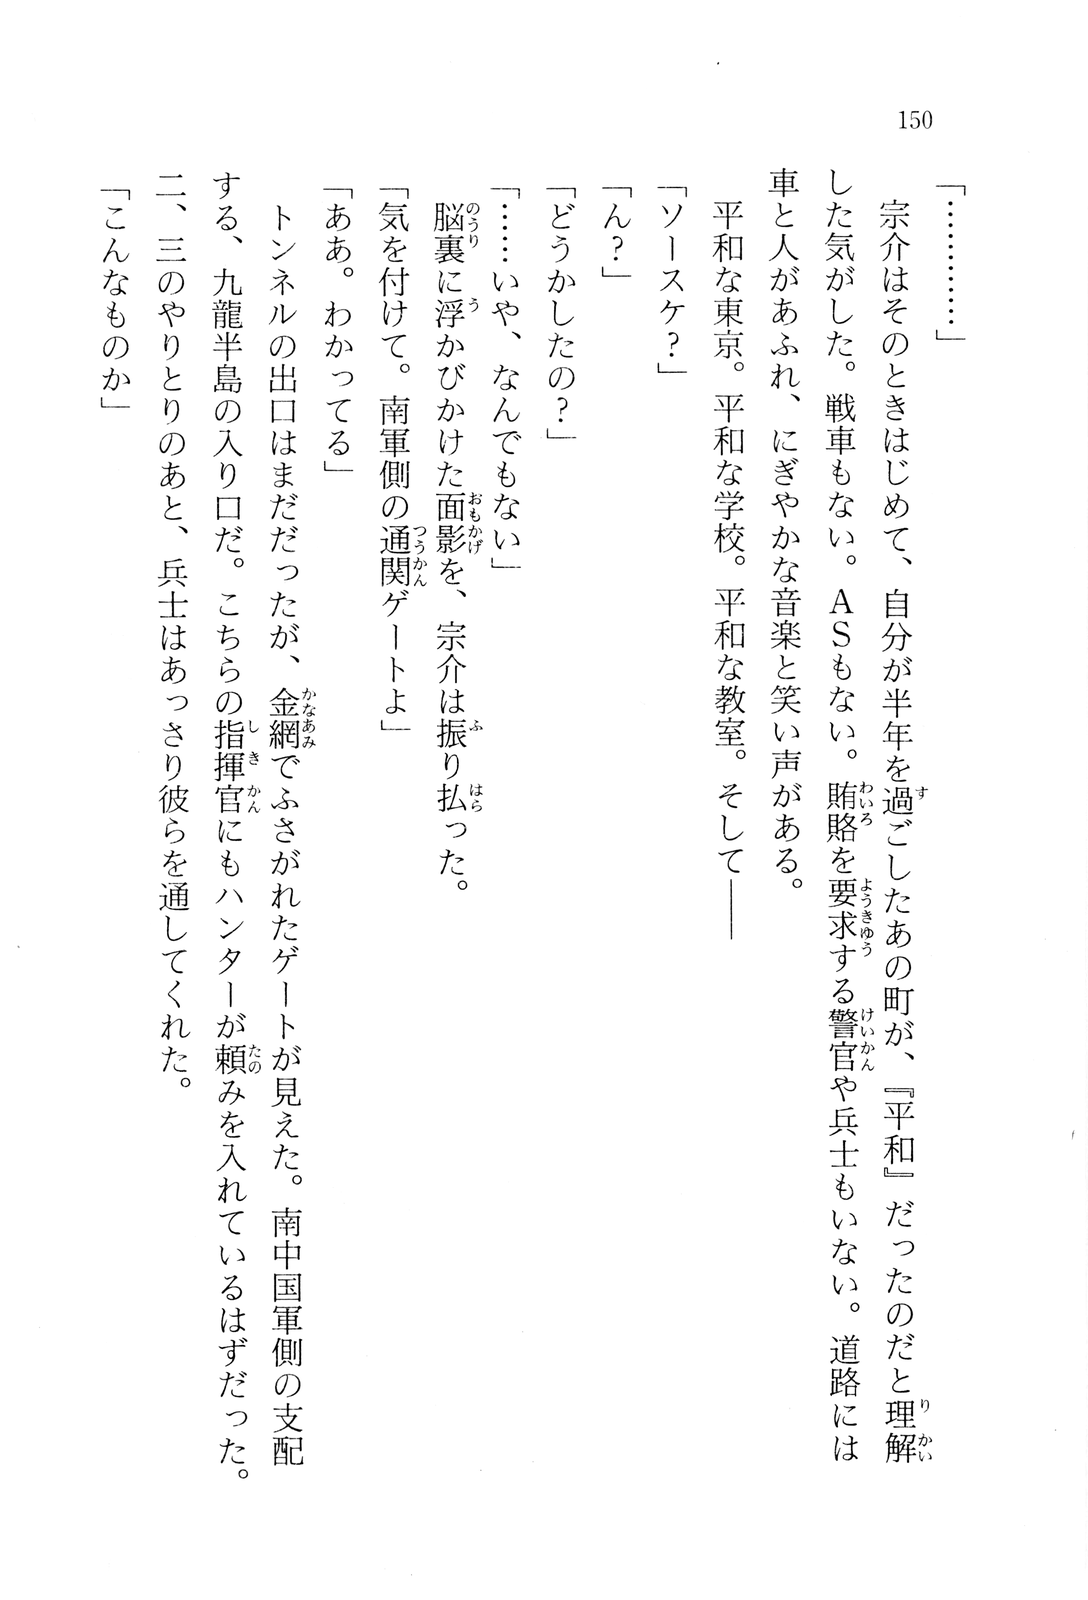 150
「…………」
　宗介はそのときはじめて、自分が半年を過ごしたあの町が、『平和』だったのだと理解
した気がした。戦車もない。ASもない。賄賂を要求する警官や兵士もいない。道路には
車と人があふれ、にぎやかな音楽と笑い声がある。
　平和な東京。平和な学校。平和な教室。そして――
「ソースケ？」
「ん？」
「どうかしたの？」
「……いや、なんでもない」
　脳裏に浮かびかけた面影を、宗介は振り払った。
「気を付けて。南軍側の通関ゲートよ」
「ああ。わかってる」
　トンネルの出口はまだだったが、金網でふさがれたゲートが見えた。南中国軍側の支配
する、九龍半島の入り口だ。こちらの指揮官にもハンターが頼みを入れているはずだった。
二、三のやりとりのあと、兵士はあっさり彼らを通してくれた。
「こんなものか」